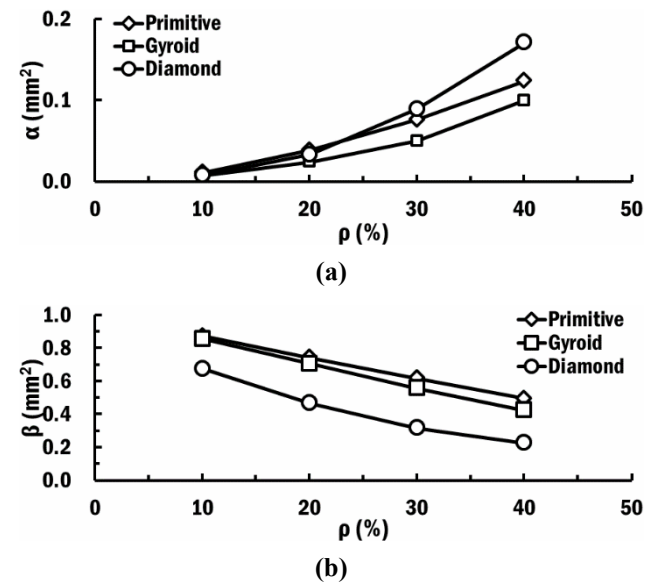 0.2
Primitive
Gyroid
Diamond
α (mm²)
0.1
0.0
0 10 20 30 40 50
ρ (%)
(a)
1.0
Primitive
Gyroid
Diamond
0.8
0.6
β (mm²)
0.4
0.2
0.0
0 10 20 30 40 50
ρ (%)
(b)